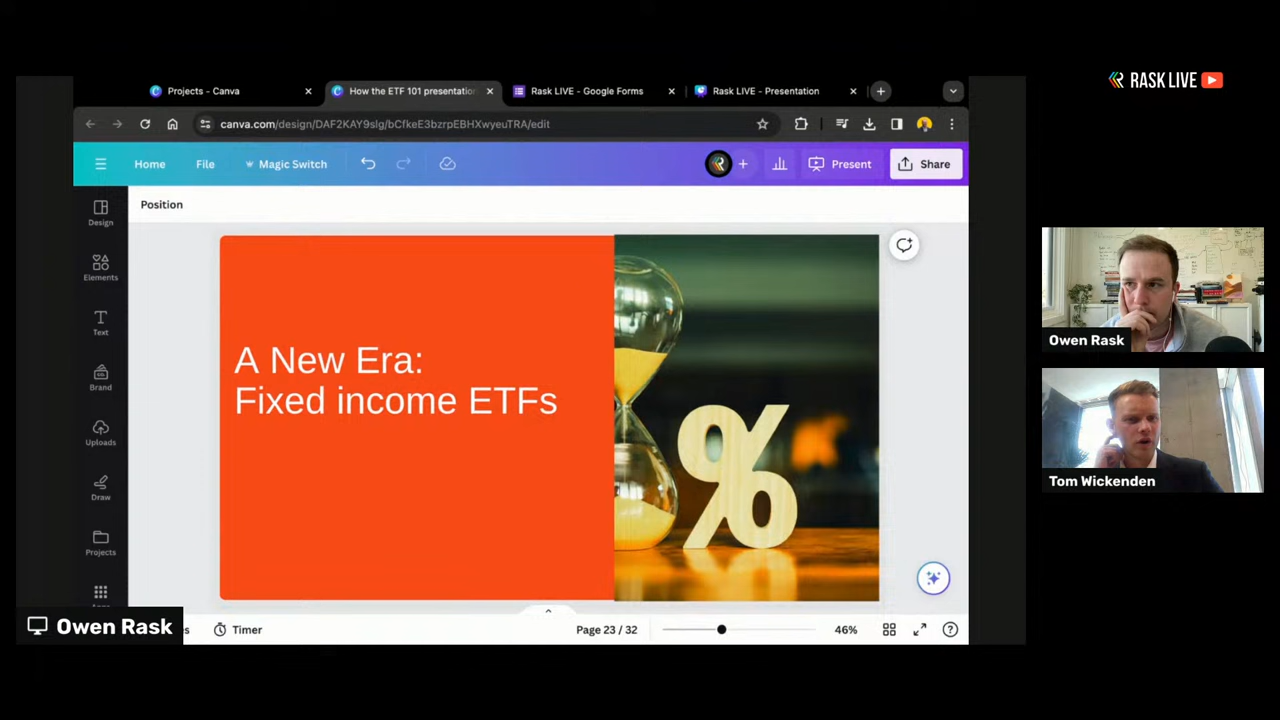 RASK LIVE
Projects - Canva
How the ETF 101 presentation
Rask LIVE - Google Forms
Rask LIVE - Presentation
canva.com/design/DAF2KAY9slg/bCfkeE3bzrpEBHXwyeuTRA/edit
Home
File
Magic Switch
Present
Share
Position
Design
Elements
Text
Brand
Uploads
Draw
Projects
A New Era:
Fixed income ETFs
%
Owen Rask
Tom Wickenden
Owen Rask
Timer
Page 23 / 32
46%